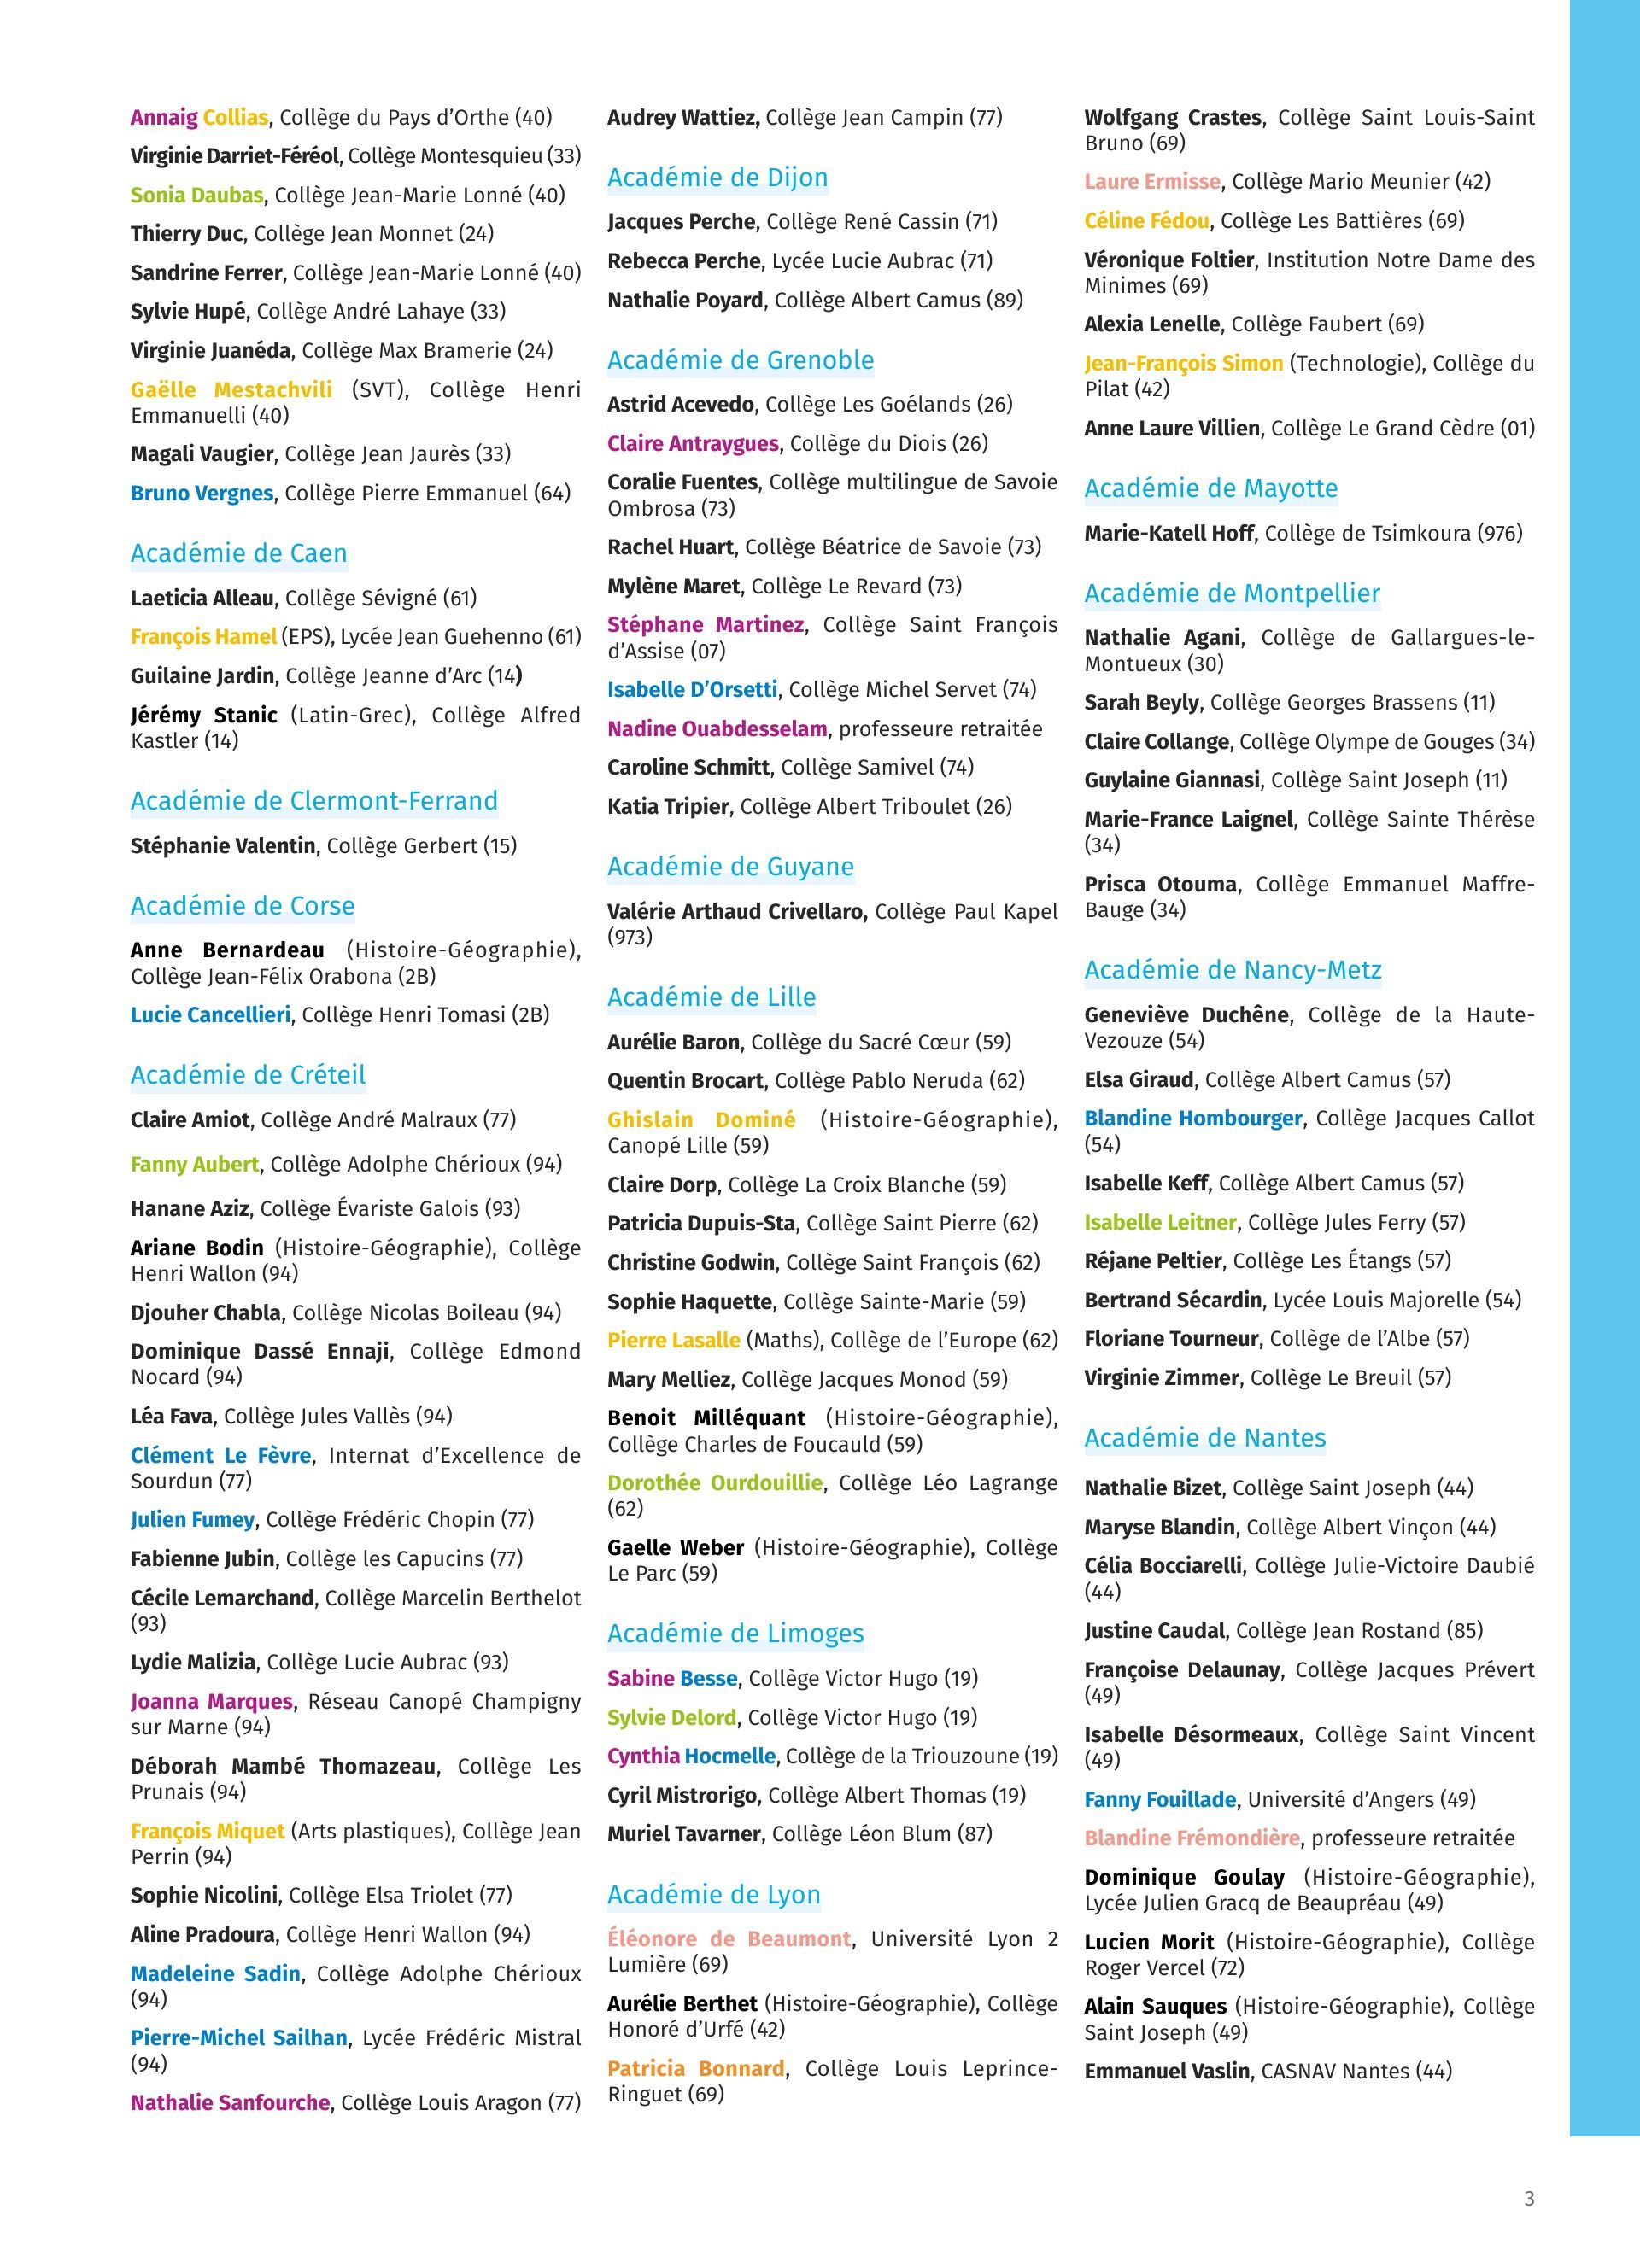 Annaig Collias, Collège du Pays d’Orthe (40)
Virginie Darriet-Féréol, Collège Montesquieu (33)
Sonia Daubas, Collège Jean-Marie Lonné (40)
Thierry Duc, Collège Jean Monnet (24)
Sandrine Ferrer, Collège Jean-Marie Lonné (40)
Sylvie Hupé, Collège André Lahaye (33)
Virginie Juanéda, Collège Max Bramerie (24)
Gaëlle Mestachvili (SVT), Collège Henri
Emmanuelli (40)
Magali Vaugier, Collège Jean Jaurès (33)
Bruno Vergnes, Collège Pierre Emmanuel (64)
Académie de Caen
Laeticia Alleau, Collège Sévigné (61)
François Hamel (EPS), Lycée Jean Guehenno (61)
Guilaine Jardin, Collège Jeanne d’Arc (14)
Jérémy Stanic (Latin-Grec), Collège Alfred
Kastler (14)
Académie de Clermont-Ferrand
Stéphanie Valentin, Collège Gerbert (15)
Académie de Corse
Anne Bernardeau (Histoire-Géographie),
Collège Jean-Félix Orabona (2B)
Lucie Cancellieri, Collège Henri Tomasi (2B)
Académie de Créteil
Claire Amiot, Collège André Malraux (77)
Fanny Aubert, Collège Adolphe Chérioux (94)
Hanane Aziz, Collège Évariste Galois (93)
Ariane Bodin (Histoire-Géographie), Collège
Henri Wallon (94)
Djouher Chabla, Collège Nicolas Boileau (94)
Dominique Dassé Ennaji, Collège Edmond
Nocard (94)
Léa Fava, Collège Jules Vallès (94)
Clément Le Fèvre, Internat d’Excellence de
Sourdun (77)
Julien Fumey, Collège Frédéric Chopin (77)
Fabienne Jubin, Collège les Capucins (77)
Cécile Lemarchand, Collège Marcelin Berthelot
(93)
Lydie Malizia, Collège Lucie Aubrac (93)
Joanna Marques, Réseau Canopé Champigny
sur Marne (94)
Déborah Mambé Thomazeau, Collège Les
Prunais (94)
François Miquet (Arts plastiques), Collège Jean
Perrin (94)
Sophie Nicolini, Collège Elsa Triolet (77)
Aline Pradoura, Collège Henri Wallon (94)
Madeleine Sadin, Collège Adolphe Chérioux
(94)
Pierre-Michel Sailhan, Lycée Frédéric Mistral
(94)
Nathalie Sanfourche, Collège Louis Aragon (77)
Audrey Wattiez, Collège Jean Campin (77)
Académie de Dijon
Jacques Perche, Collège René Cassin (71)
Rebecca Perche, Lycée Lucie Aubrac (71)
Nathalie Poyard, Collège Albert Camus (89)
Académie de Grenoble
Astrid Acevedo, Collège Les Goélands (26)
Claire Antraygues, Collège du Diois (26)
Coralie Fuentes, Collège multilingue de Savoie
Ombrosa (73)
Rachel Huart, Collège Béatrice de Savoie (73)
Mylène Maret, Collège Le Revard (73)
Stéphane Martinez, Collège Saint François
d’Assise (07)
Isabelle D’Orsetti, Collège Michel Servet (74)
Nadine Ouabdesselam, professeure retraitée
Caroline Schmitt, Collège Samivel (74)
Katia Tripier, Collège Albert Triboulet (26)
Académie de Guyane
Valérie Arthaud Crivellaro, Collège Paul Kapel
(973)
Académie de Lille
Aurélie Baron, Collège du Sacré Cœur (59)
Quentin Brocart, Collège Pablo Neruda (62)
Ghislain Dominé (Histoire-Géographie),
Canopé Lille (59)
Claire Dorp, Collège La Croix Blanche (59)
Patricia Dupuis-Sta, Collège Saint Pierre (62)
Christine Godwin, Collège Saint François (62)
Sophie Haquette, Collège Sainte-Marie (59)
Pierre Lasalle (Maths), Collège de l’Europe (62)
Mary Melliez, Collège Jacques Monod (59)
Benoit Milléquant (Histoire-Géographie),
Collège Charles de Foucauld (59)
Dorothée Ourdouillie, Collège Léo Lagrange
(62)
Gaelle Weber (Histoire-Géographie), Collège
Le Parc (59)
Académie de Limoges
Sabine Besse, Collège Victor Hugo (19)
Sylvie Delord, Collège Victor Hugo (19)
Cynthia Hocmelle, Collège de la Triouzoune (19)
Cyril Mistrorigo, Collège Albert Thomas (19)
Muriel Tavarner, Collège Léon Blum (87)
Académie de Lyon
Éléonore de Beaumont, Université Lyon 2
Lumière (69)
Aurélie Berthet (Histoire-Géographie), Collège
Honoré d’Urfé (42)
Patricia Bonnard, Collège Louis Leprince-
Ringuet (69)
Wolfgang Crastes, Collège Saint Louis-Saint
Bruno (69)
Laure Ermisse, Collège Mario Meunier (42)
Céline Fédou, Collège Les Battières (69)
Véronique Foltier, Institution Notre Dame des
Minimes (69)
Alexia Lenelle, Collège Faubert (69)
Jean-François Simon (Technologie), Collège du
Pilat (42)
Anne Laure Villien, Collège Le Grand Cèdre (01)
Académie de Mayotte
Marie-Katell Hoff, Collège de Tsimkoura (976)
Académie de Montpellier
Nathalie Agani, Collège de Gallargues-le-
Montueux (30)
Sarah Beyly, Collège Georges Brassens (11)
Claire Collange, Collège Olympe de Gouges (34)
Guylaine Giannasi, Collège Saint Joseph (11)
Marie-France Laignel, Collège Sainte Thérèse
(34)
Prisca Otouma, Collège Emmanuel Maffre-
Bauge (34)
Académie de Nancy-Metz
Geneviève Duchêne, Collège de la Haute-
Vezouze (54)
Elsa Giraud, Collège Albert Camus (57)
Blandine Hombourger, Collège Jacques Callot
(54)
Isabelle Keff, Collège Albert Camus (57)
Isabelle Leitner, Collège Jules Ferry (57)
Réjane Peltier, Collège Les Étangs (57)
Bertrand Sécardin, Lycée Louis Majorelle (54)
Floriane Tourneur, Collège de l’Albe (57)
Virginie Zimmer, Collège Le Breuil (57)
Académie de Nantes
Nathalie Bizet, Collège Saint Joseph (44)
Maryse Blandin, Collège Albert Vinçon (44)
Célia Bocciarelli, Collège Julie-Victoire Daubié
(44)
Justine Caudal, Collège Jean Rostand (85)
Françoise Delaunay, Collège Jacques Prévert
(49)
Isabelle Désormeaux, Collège Saint Vincent
(49)
Fanny Fouillade, Université d’Angers (49)
Blandine Frémondière, professeure retraitée
Dominique Goulay (Histoire-Géographie),
Lycée Julien Gracq de Beaupréau (49)
Lucien Morit (Histoire-Géographie), Collège
Roger Vercel (72)
Alain Sauques (Histoire-Géographie), Collège
Saint Joseph (49)
Emmanuel Vaslin, CASNAV Nantes (44)
3